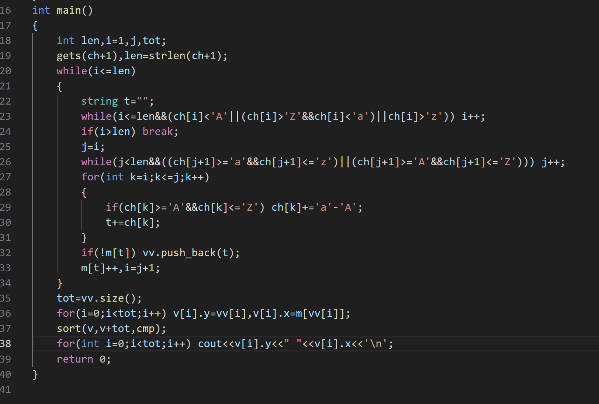 16 int main()
17 {
18 int len,i=1,j,tot;
19 gets(ch+1),len=strlen(ch+1);
20 while(i<=len)
21 {
22 string t="";
23 while(i<=len&&(ch[i]<'A'||(ch[i]>'Z'&&ch[i]<'a')||ch[i]>'z')) i++;
24 if(i>len) break;
25 j=i;
26 while(j<len&&((ch[j+1]>='a'&&ch[j+1]<='z')||(ch[j+1]>='A'&&ch[j+1]<='Z'))) j++;
27 for(int k=i;k<=j;k++)
28 {
29 if(ch[k]>='A'&&ch[k]<='Z') ch[k]+='a'-'A';
30 t+=ch[k];
31 }
32 if(!m[t]) vv.push_back(t);
33 m[t]++,i=j+1;
34 }
35 tot=vv.size();
36 for(i=0;i<tot;i++) v[i].y=vv[i],v[i].x=m[vv[i]];
37 sort(v,v+tot,cmp);
38 for(int i=0;i<tot;i++) cout<<v[i].y<<" "<<v[i].x<<'\n';
39 return 0;
40 }
41